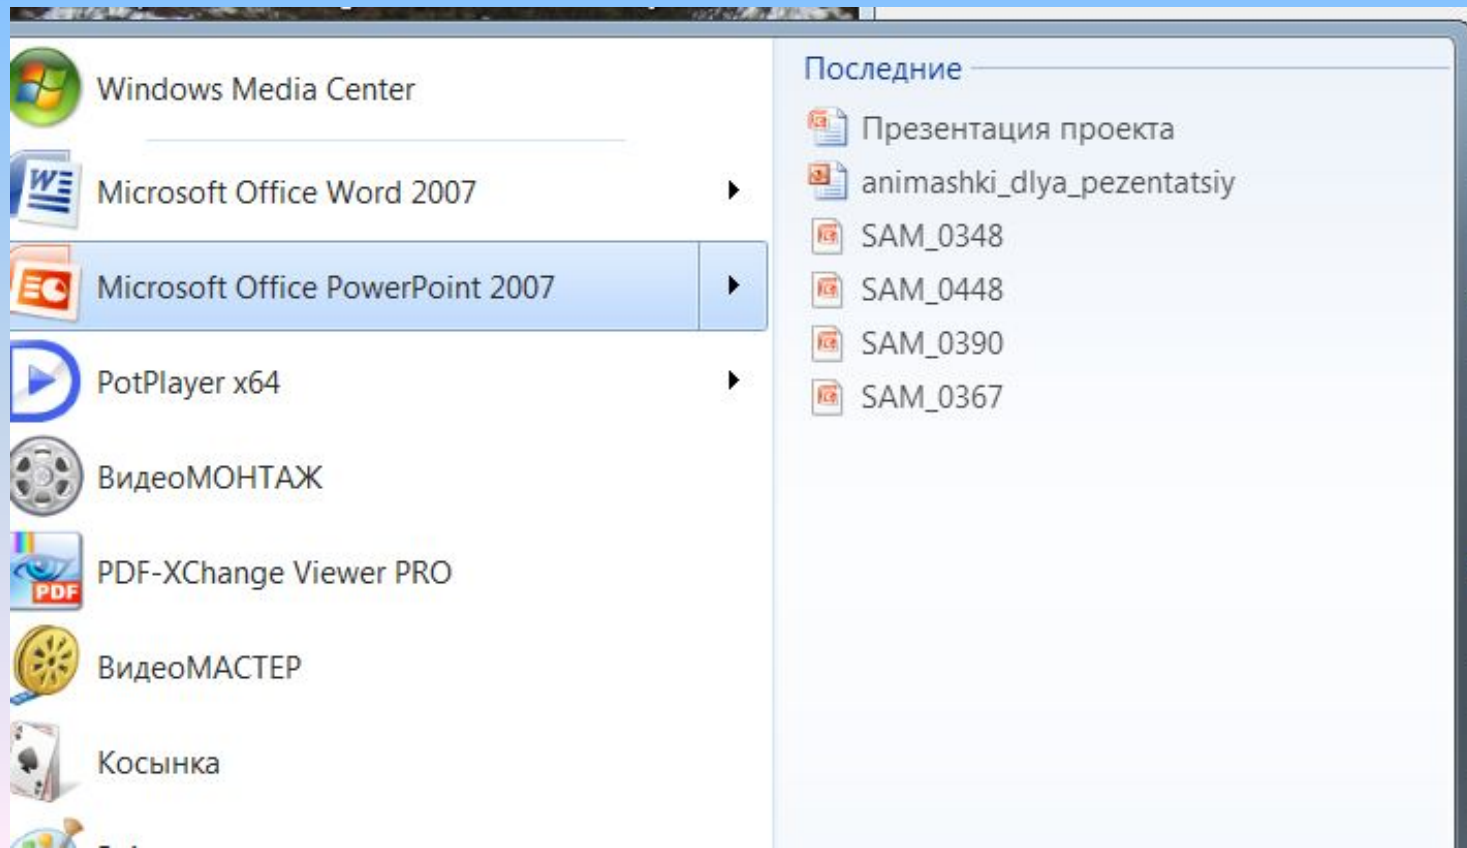 Windows Media Center
Microsoft Office Word 2007
Microsoft Office PowerPoint 2007
PotPlayer x64
ВидеоМОНТАЖ
PDF-XChange Viewer PRO
PDF
ВидеоМАСТЕР
Косынка
Последние
Презентация проекта
animashki_dlya_pezentatsiy
SAM_0348
SAM_0448
SAM_0390
SAM_0367